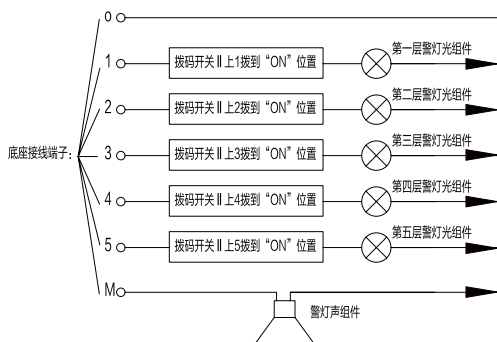 0
1 拨码开关Ⅱ上1拨到“ON”位置 第一层警灯光组件
2 拨码开关Ⅱ上2拨到“ON”位置 第二层警灯光组件
底座接线端子: 3 拨码开关Ⅱ上3拨到“ON”位置 第三层警灯光组件
4 拨码开关Ⅱ上4拨到“ON”位置 第四层警灯光组件
5 拨码开关Ⅱ上5拨到“ON”位置 第五层警灯光组件
M
警灯声组件